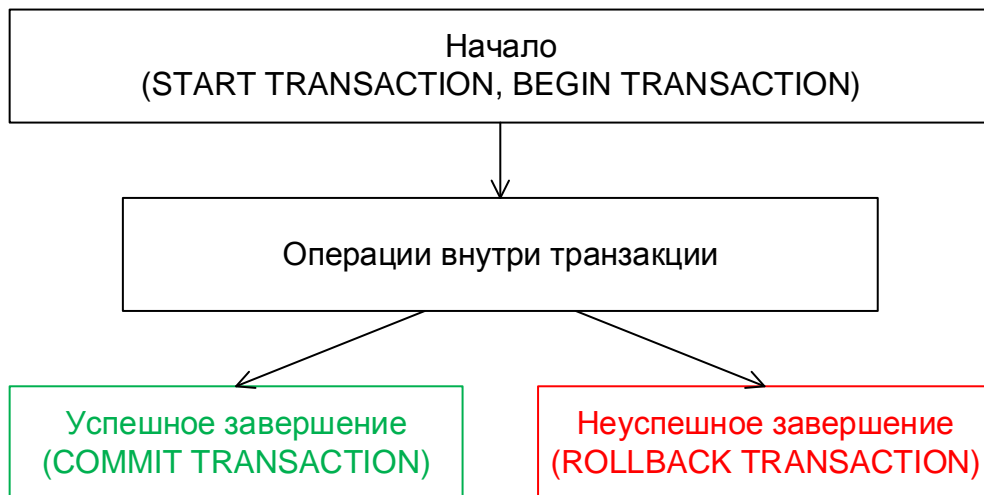 Начало
(START TRANSACTION, BEGIN TRANSACTION)
Операции внутри транзакции
Успешное завершение
(COMMIT TRANSACTION)
Неуспешное завершение
(ROLLBACK TRANSACTION)